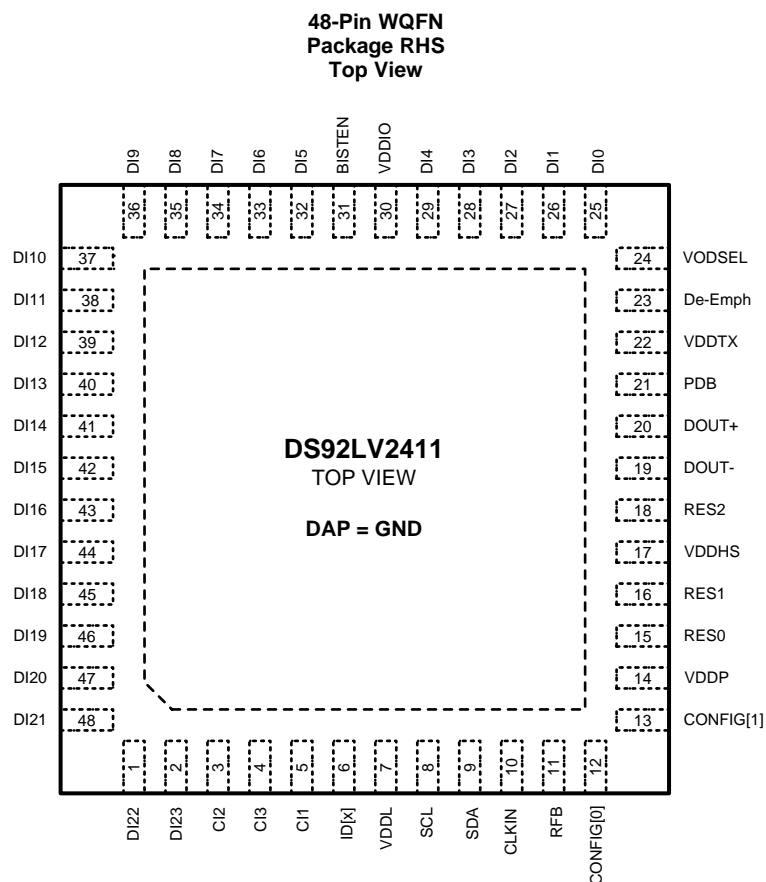 48-Pin WQFN
Package RHS
Top View
DI9 DI8 DI7 DI6 DI5 BISTEN VDDIO DI4 DI3 DI2 DI1 DI0
36 35 34 33 32 31 30 29 28 27 26 25
DI10 37 24 VODSEL
DI11 38 23 De-Emph
DI12 39 22 VDDTX
DI13 40 21 PDB
DI14 41 20 DOUT+
DS92LV2411
DI15 42 19 DOUT-
TOP VIEW
DI16 43 18 RES2
DAP = GND
DI17 44 17 VDDHS
DI18 45 16 RES1
DI19 46 15 RES0
DI20 47 14 VDDP
DI21 48 13 CONFIG[1]
1 2 3 4 5 6 7 8 9 10 11 12
DI22 DI23 CI2 CI3 CI1 ID[x] VDDL SCL SDA CLKIN RFB CONFIG[0]